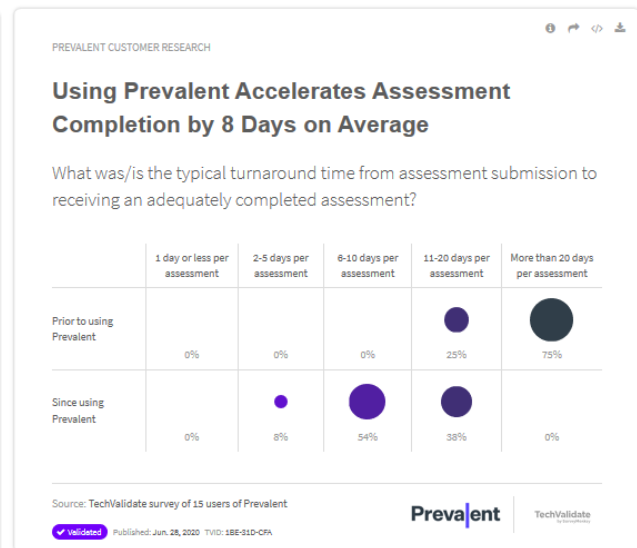 PREVALENT CUSTOMER RESEARCH
Using Prevalent Accelerates Assessment
Completion by 8 Days on Average
What was/is the typical turnaround time from assessment submission to
receiving an adequately completed assessment?
1 day or less per assessment
2-5 days per assessment
6-10 days per assessment
11-20 days per assessment
More than 20 days per assessment
Prior to using Prevalent
0%
0%
0%
25%
75%
Since using Prevalent
0%
8%
54%
38%
0%
Source: TechValidate survey of 15 users of Prevalent
Validated
Published: Jun. 28, 2020 TVID: 1BE-31D-CFA
Prevalent
TechValidate
by SurveyMonkey